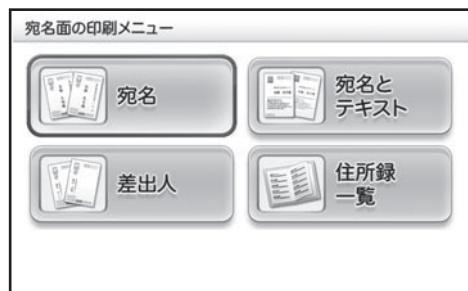 宛名面の印刷メニュー
宛名
宛名と
テキスト
差出人
住所録
一覧